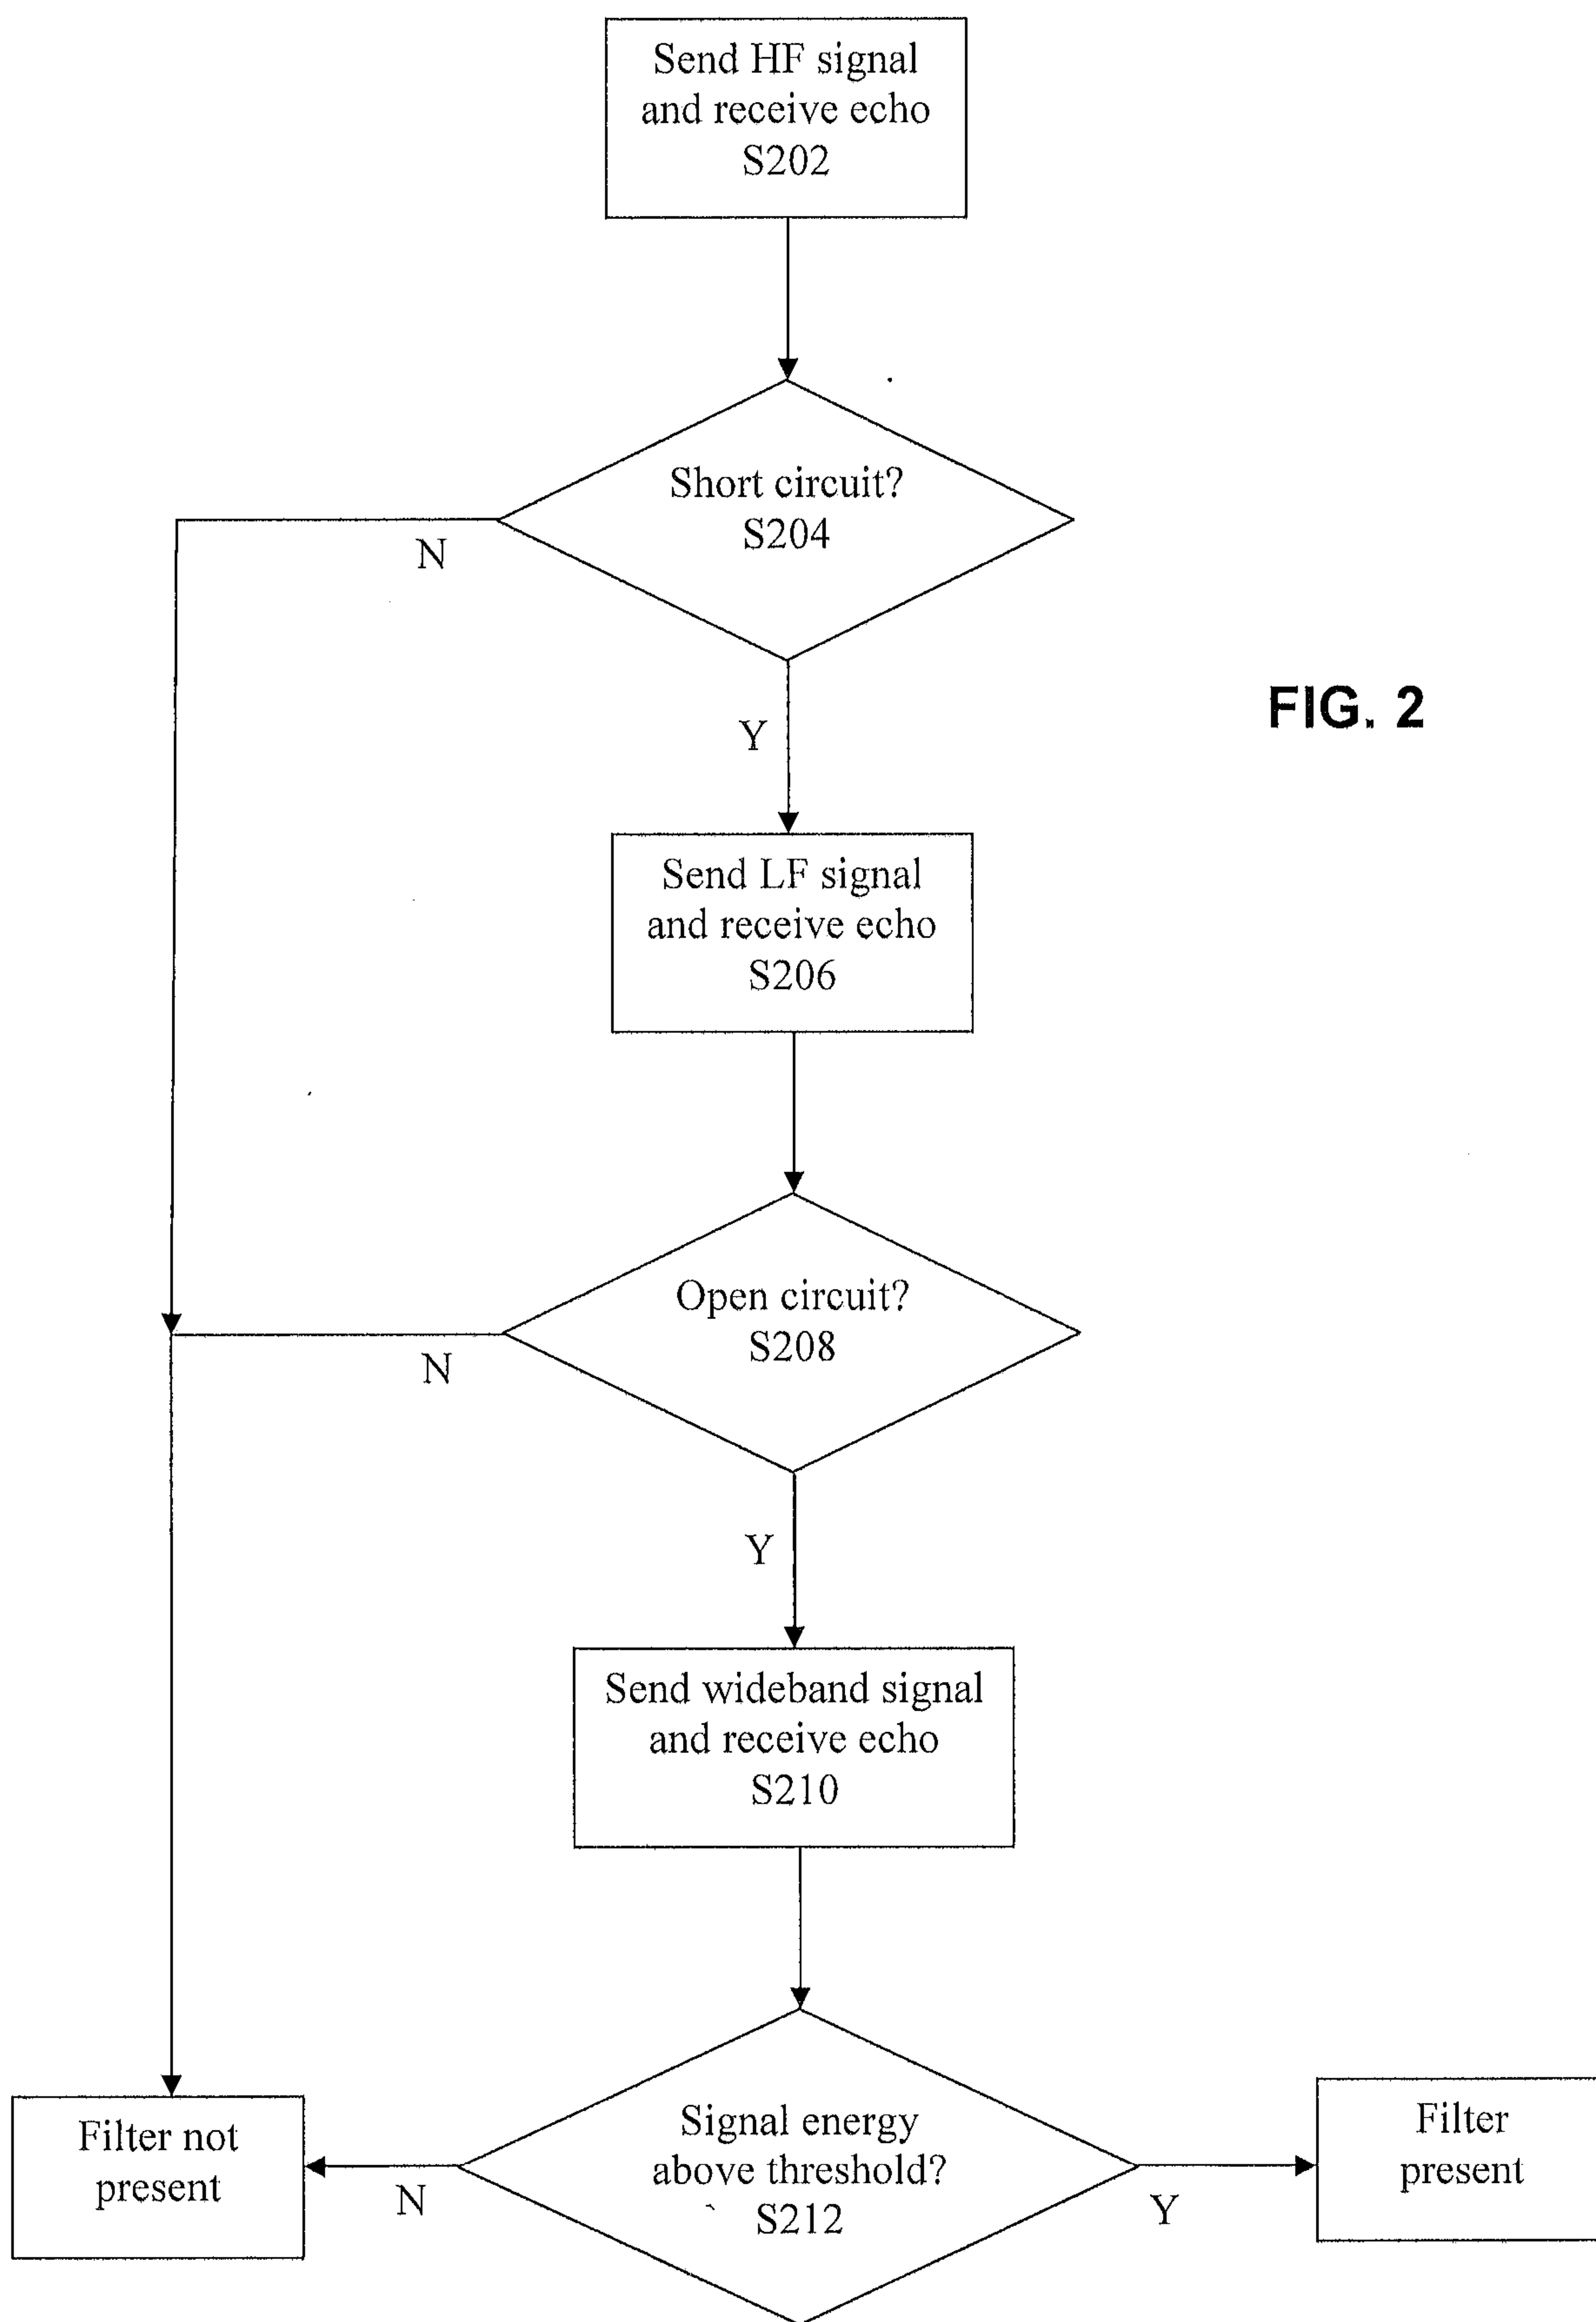 Send HF signal
and receive echo
S202
Short circuit?
S204
N
Y
FIG. 2
Send LF signal
and receive echo
S206
Open circuit?
S208
N
Y
Send wideband signal
and receive echo
S210
Signal energy
above threshold?
S212
N
Y
Filter not
present
Filter
present